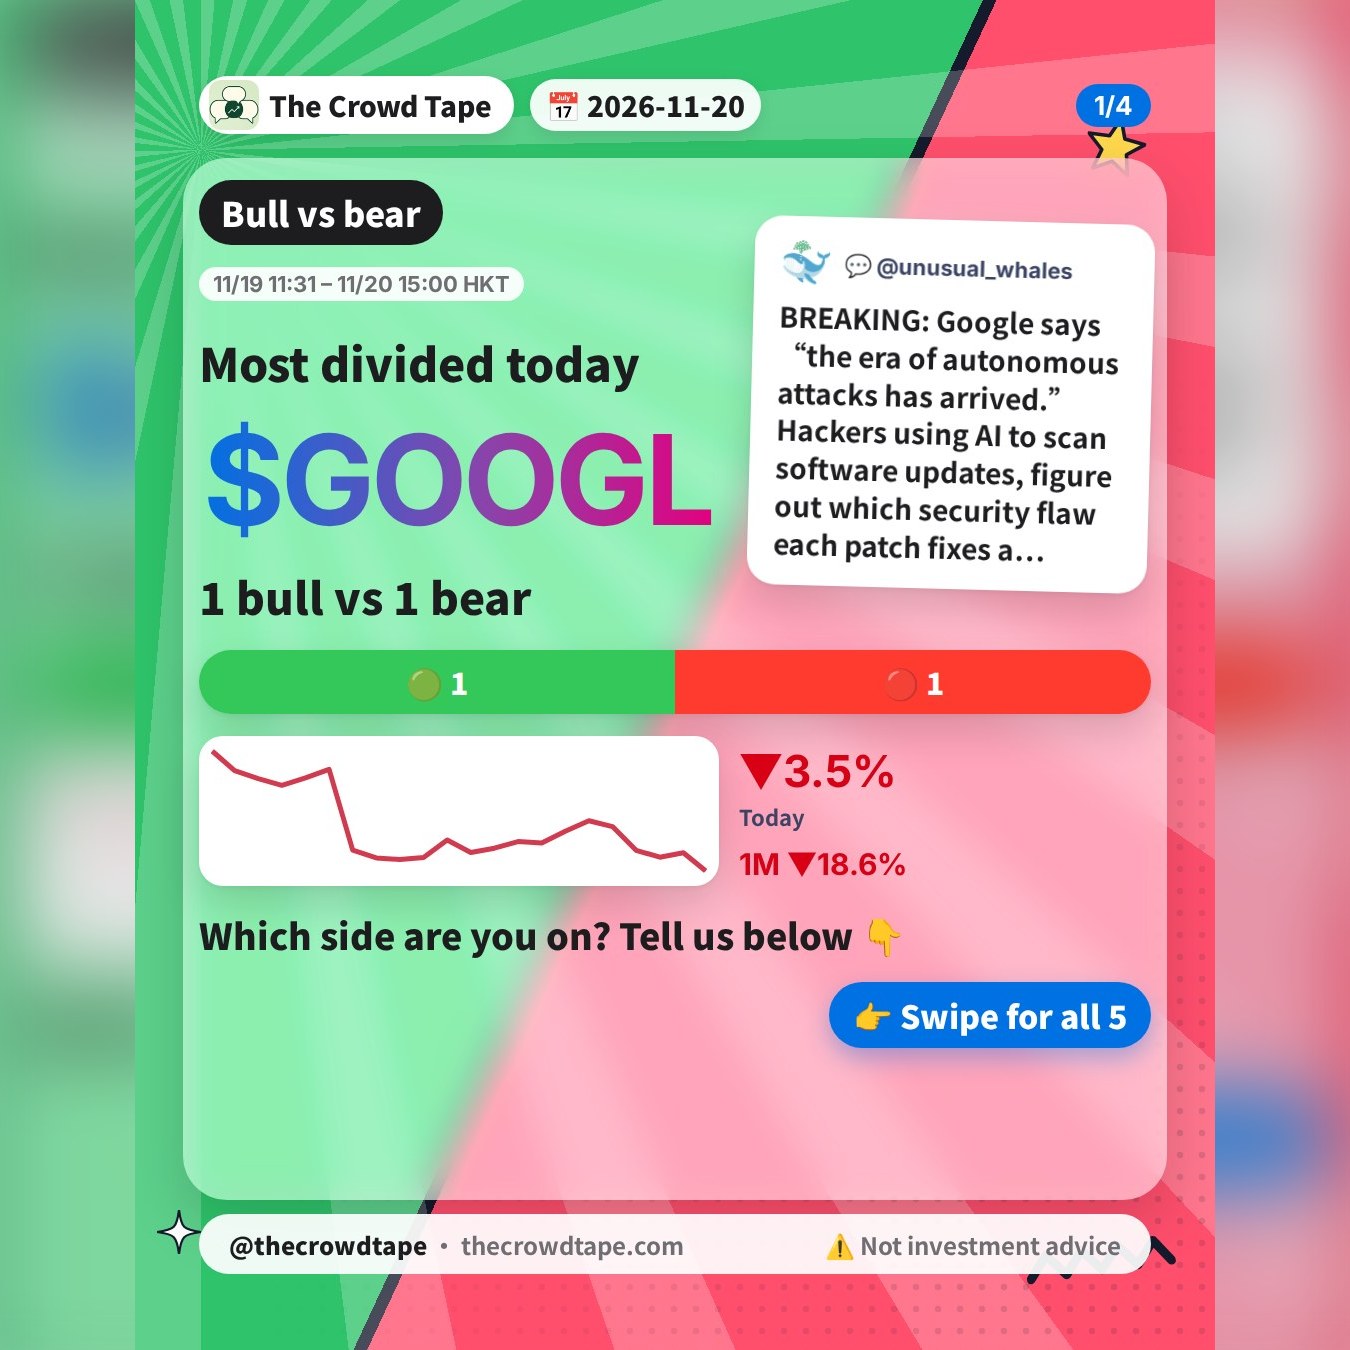 The Crowd Tape
📅 2026-11-20
1/4
Bull vs bear
11/19 11:31 – 11/20 15:00 HKT
Most divided today
$GOOGL
1 bull vs 1 bear
🟢 1
🔴 1
💬 @unusual_whales
BREAKING: Google says
“the era of autonomous
attacks has arrived.”
Hackers using AI to scan
software updates, figure
out which security flaw
each patch fixes a…
▼3.5%
Today
1M ▼18.6%
Which side are you on? Tell us below 👇
👉 Swipe for all 5
@thecrowdtape • thecrowdtape.com
⚠️ Not investment advice